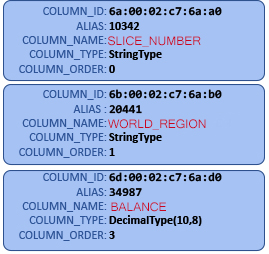 COLUMN_ID: 6a:00:02:c7:6a:a0
ALIAS: 10342
COLUMN_NAME: SLICE_NUMBER
COLUMN_TYPE: StringType
COLUMN_ORDER: 0
COLUMN_ID: 6b:00:02:c7:6a:b0
ALIAS : 20441
COLUMN_NAME: WORLD_REGION
COLUMN_TYPE: StringType
COLUMN_ORDER: 1
COLUMN_ID: 6d:00:02:c7:6a:d0
ALIAS: 34987
COLUMN_NAME: BALANCE
COLUMN_TYPE: DecimalType(10,8)
COLUMN_ORDER: 3